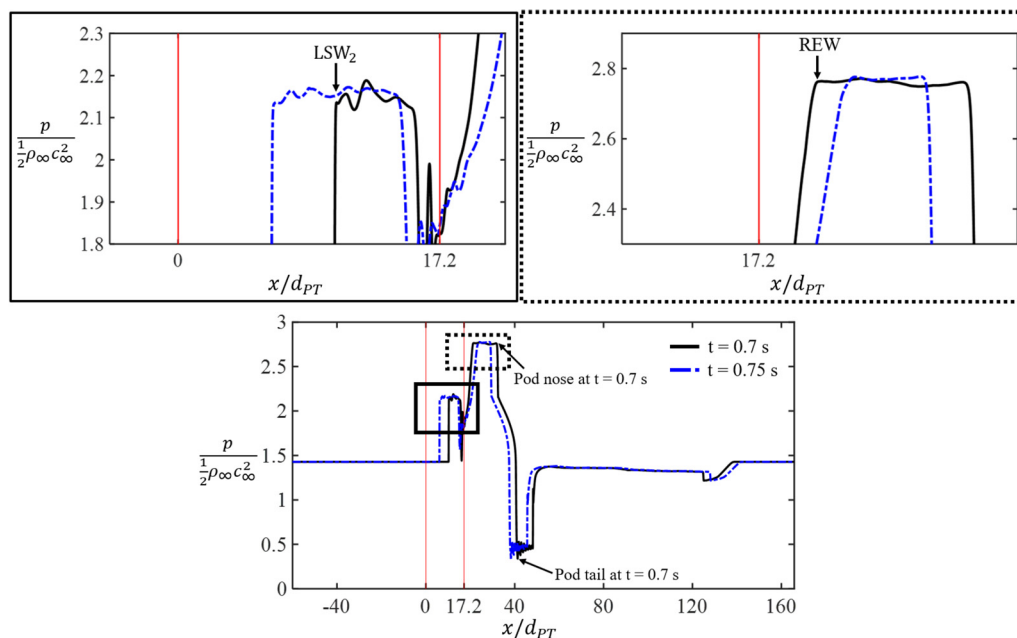 2.3
2.2
2.1
2
1.9
1.8
LSW₂
p
½ρ∞c²∞
0
17.2
x/d_PT
REW
2.8
2.6
2.4
p
½ρ∞c²∞
17.2
x/d_PT
3
2.5
2
1.5
1
0.5
0
p
½ρ∞c²∞
t = 0.7 s
t = 0.75 s
Pod nose at t = 0.7 s
Pod tail at t = 0.7 s
-40 0 17.2 40 80 120 160
x/d_PT